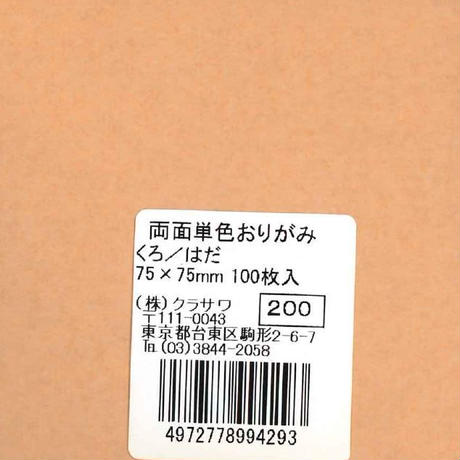 両面単色おりがみ
くろ／はだ
75×75mm 100枚入
(株)クラサワ 200
〒111-0043
東京都台東区駒形2-6-7
℡(03)3844-2058
4972778994293